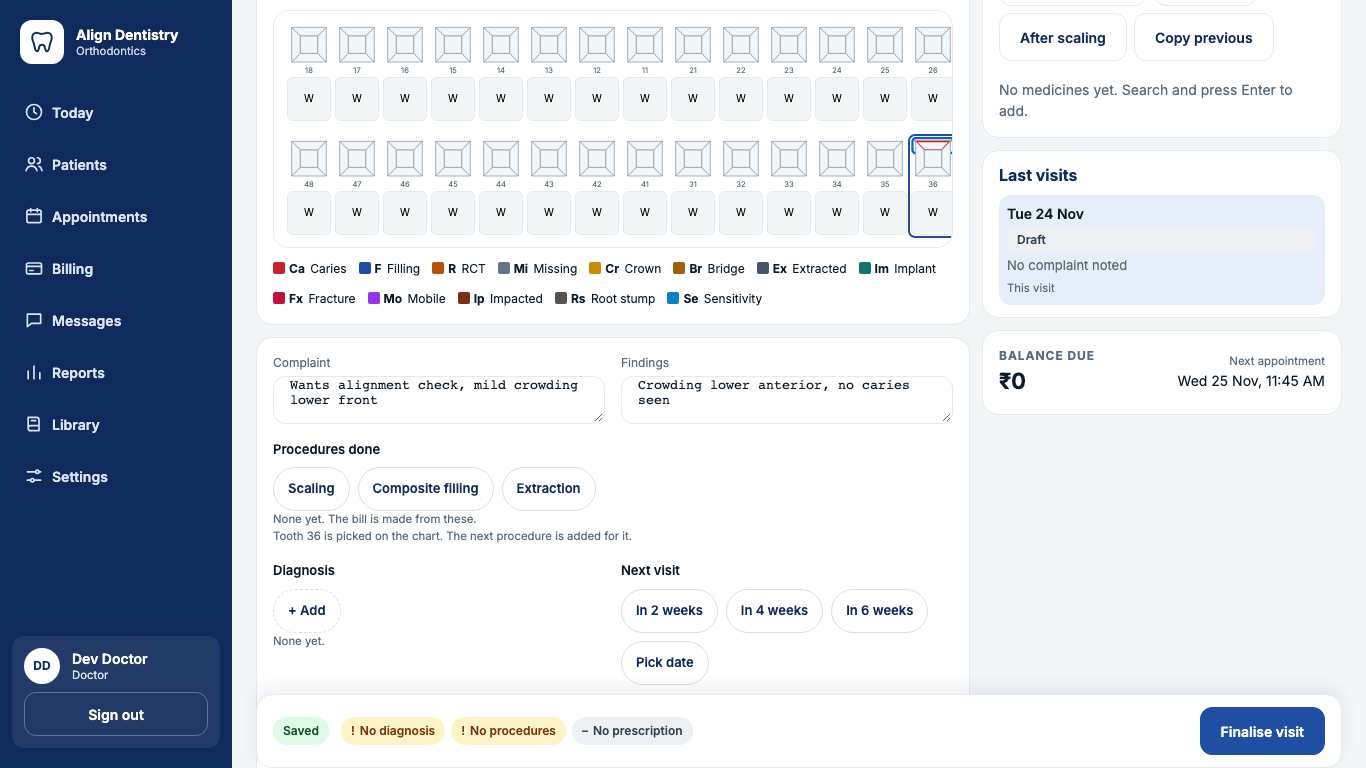 Align Dentistry
Orthodontics
Today
Patients
Appointments
Billing
Messages
Reports
Library
Settings
DD
Dev Doctor
Doctor
Sign out
18 17 16 15 14 13 12 11 21 22 23 24 25 26
W W W W W W W W W W W W W W
48 47 46 45 44 43 42 41 31 32 33 34 35 36
W W W W W W W W W W W W W W
Ca Caries F Filling R RCT Mi Missing Cr Crown Br Bridge Ex Extracted Im Implant
Fx Fracture Mo Mobile Ip Impacted Rs Root stump Se Sensitivity
Complaint
Wants alignment check, mild crowding
lower front
Findings
Crowding lower anterior, no caries
seen
Procedures done
Scaling Composite filling Extraction
None yet. The bill is made from these.
Tooth 36 is picked on the chart. The next procedure is added for it.
Diagnosis
+ Add
None yet.
Next visit
In 2 weeks In 4 weeks In 6 weeks
Pick date
Saved ! No diagnosis ! No procedures – No prescription
Finalise visit
After scaling Copy previous
No medicines yet. Search and press Enter to
add.
Last visits
Tue 24 Nov
Draft
No complaint noted
This visit
BALANCE DUE
₹0
Next appointment
Wed 25 Nov, 11:45 AM